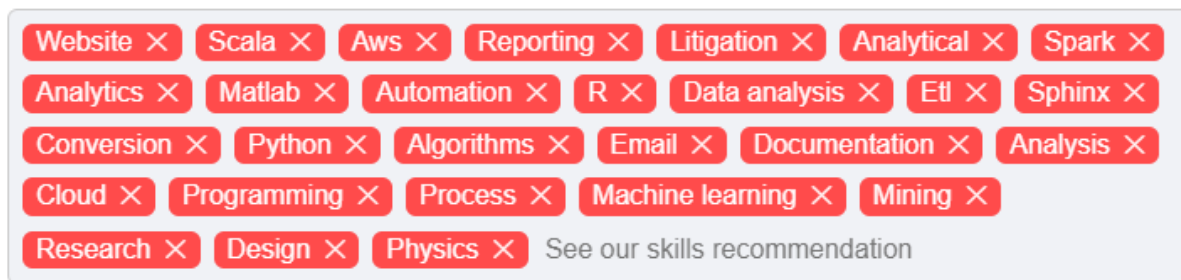 Website × Scala × Aws × Reporting × Litigation × Analytical × Spark ×
Analytics × Matlab × Automation × R × Data analysis × Etl × Sphinx ×
Conversion × Python × Algorithms × Email × Documentation × Analysis ×
Cloud × Programming × Process × Machine learning × Mining ×
Research × Design × Physics × See our skills recommendation